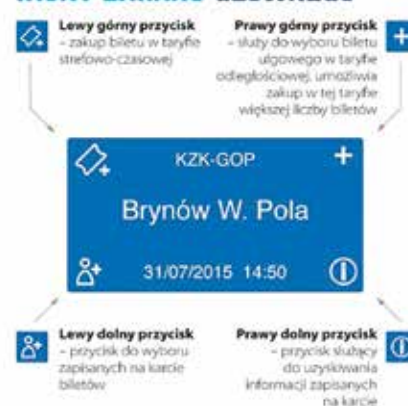 Lewy górny przycisk
– zakup biletu w taryfie
strefowo-czasowej
Prawy górny przycisk
– służy do wyboru biletu
ulgowego w taryfie
odległościowej, umożliwia
zakup w tej taryfie
większej liczby biletów
KZK-GOP
Brynów W. Pola
31/07/2015 14:50
Lewy dolny przycisk
– przycisk do wyboru
zapisanych na karcie
biletów
Prawy dolny przycisk
– przycisk służący
do uzyskiwania
informacji zapisanych
na karcie